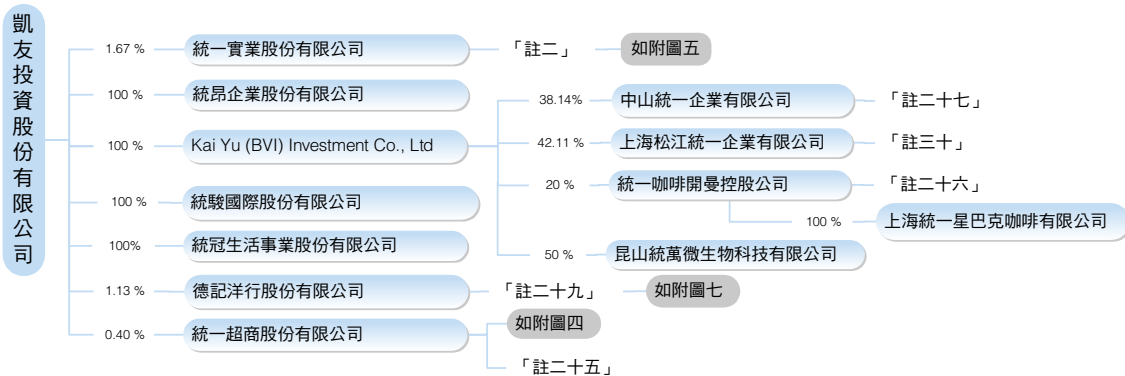 凱友投資股份有限公司
1.67 % 統一實業股份有限公司 「註二」 如附圖五
100 % 統昂企業股份有限公司
38.14% 中山統一企業有限公司 「註二十七」
100 % Kai Yu (BVI) Investment Co., Ltd
42.11 % 上海松江統一企業有限公司 「註三十」
20 % 統一咖啡開曼控股公司 「註二十六」
100 % 統駿國際股份有限公司
100 % 上海統一星巴克咖啡有限公司
100% 統冠生活事業股份有限公司
50 % 昆山統萬微生物科技有限公司
1.13 % 德記洋行股份有限公司 「註二十九」 如附圖七
0.40 % 統一超商股份有限公司
如附圖四
「註二十五」